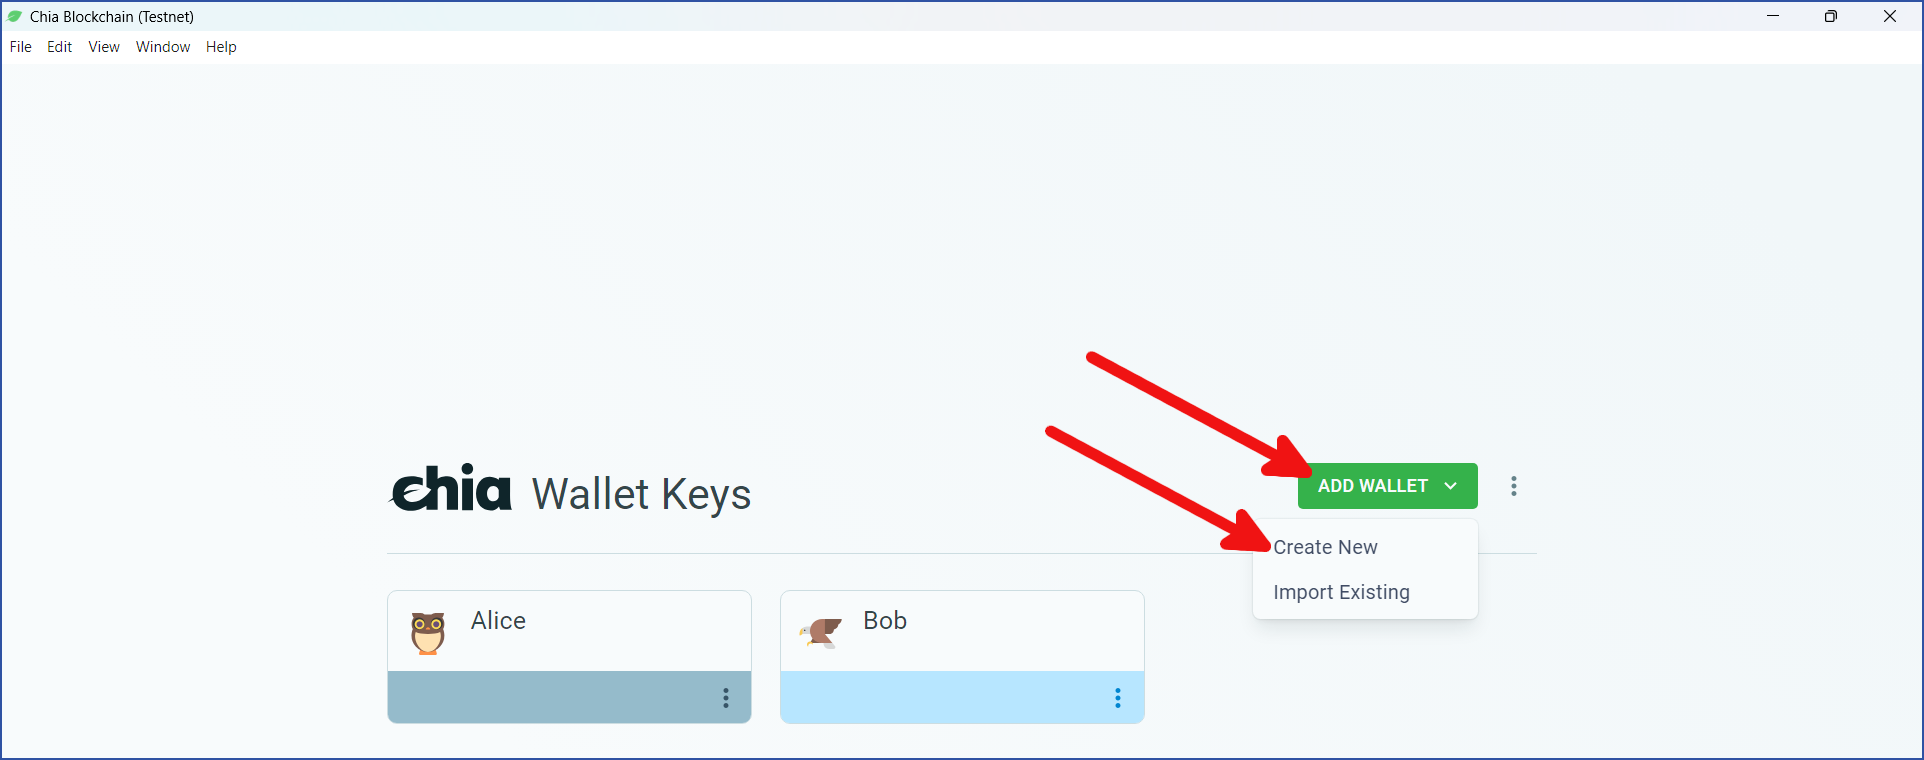 Chia Blockchain (Testnet)
File Edit View Window Help
chia Wallet Keys
ADD WALLET
Create New
Import Existing
Alice
Bob